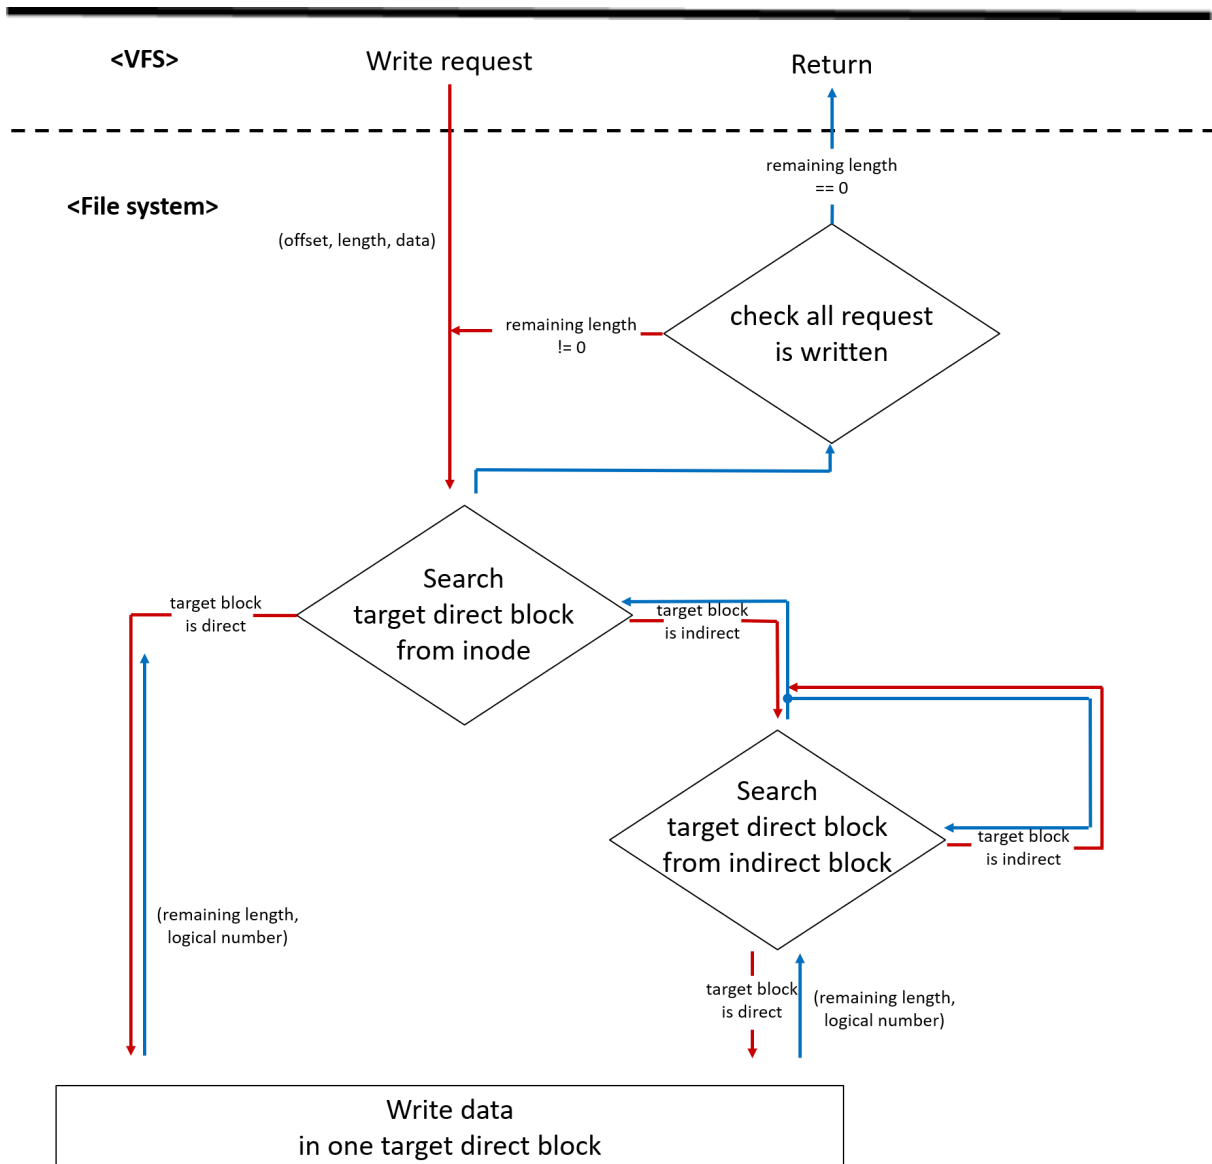 <VFS>
Write request
Return
remaining length
== 0
<File system>
(offset, length, data)
check all request
is written
remaining length
!= 0
Search
target direct block
from inode
target block
is direct
target block
is indirect
Search
target direct block
from indirect block
target block
is indirect
(remaining length,
logical number)
target block
is direct
(remaining length,
logical number)
Write data
in one target direct block